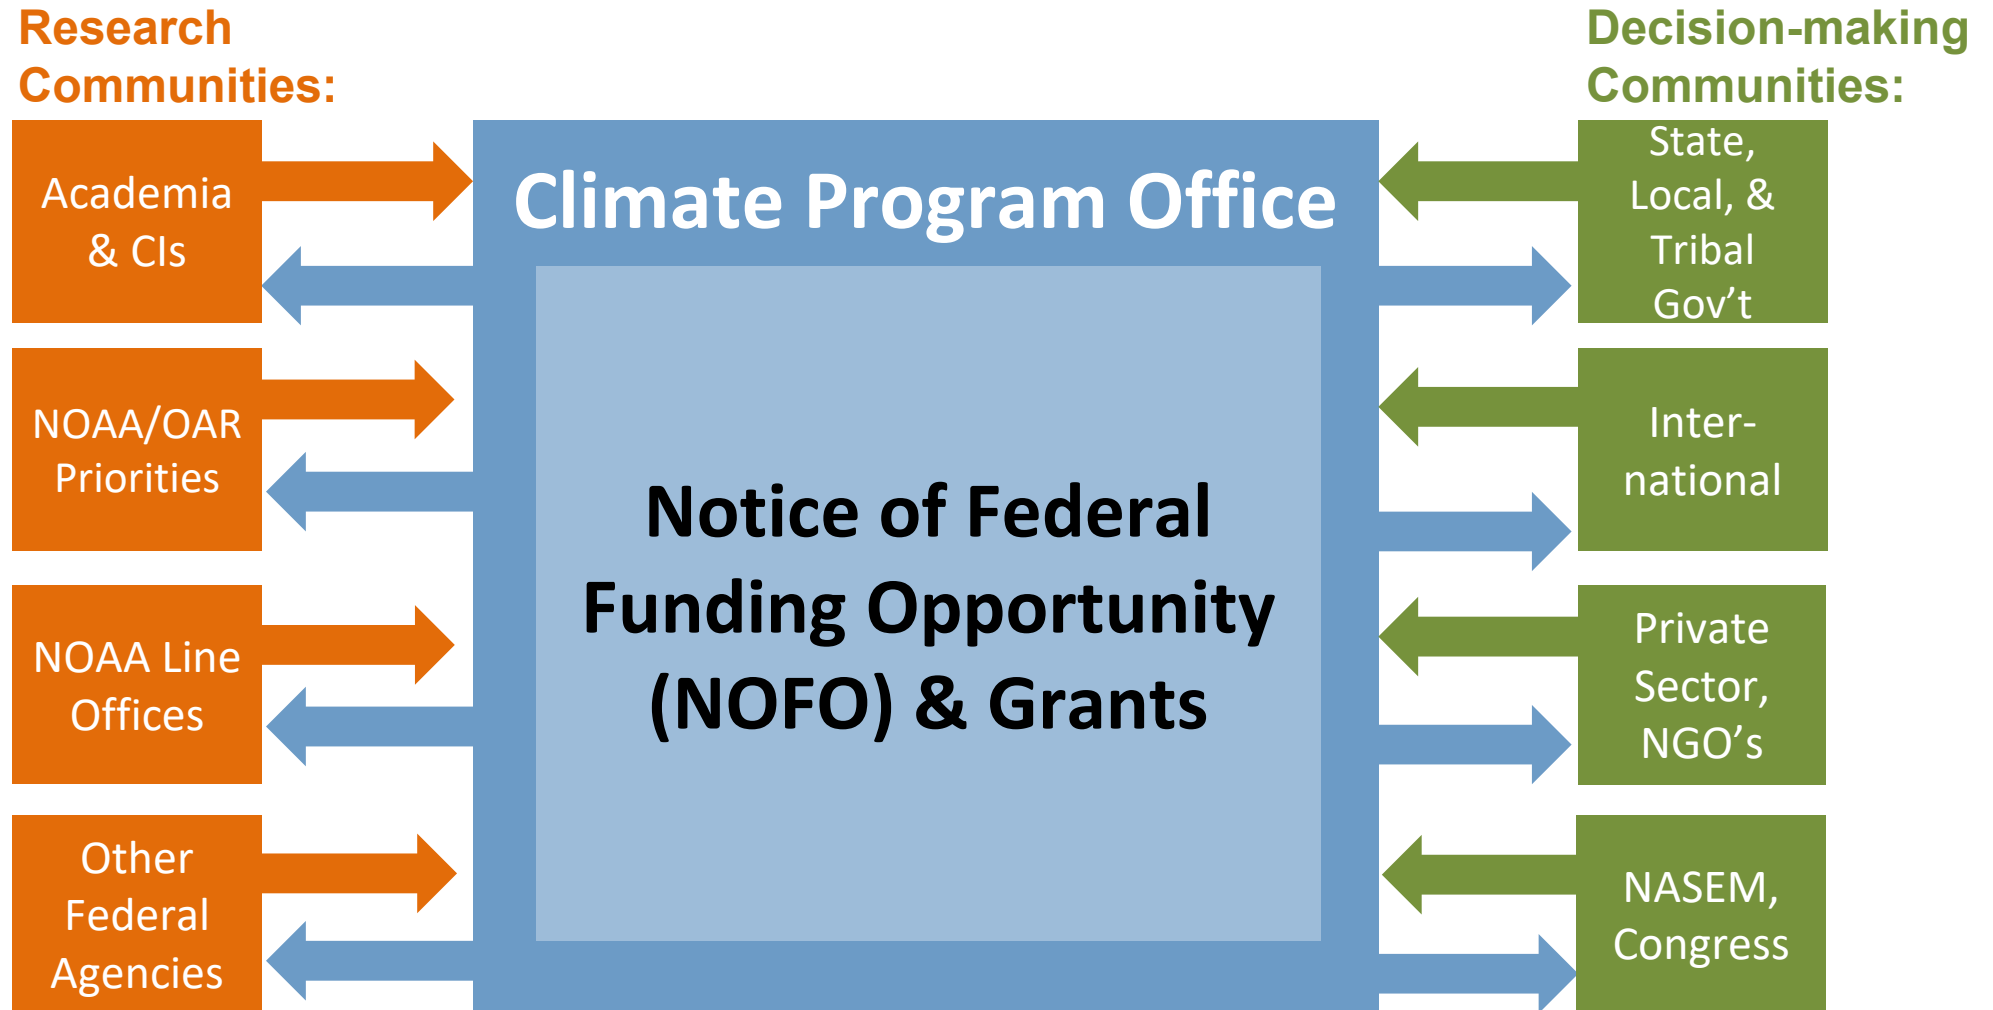 Research
Communities:
Academia
& CIs
NOAA/OAR
Priorities
NOAA Line
Offices
Other
Federal
Agencies
Climate Program Office
Notice of Federal
Funding Opportunity
(NOFO) & Grants
Decision-making
Communities:
State,
Local, &
Tribal
Gov’t
Inter-
national
Private
Sector,
NGO’s
NASEM,
Congress